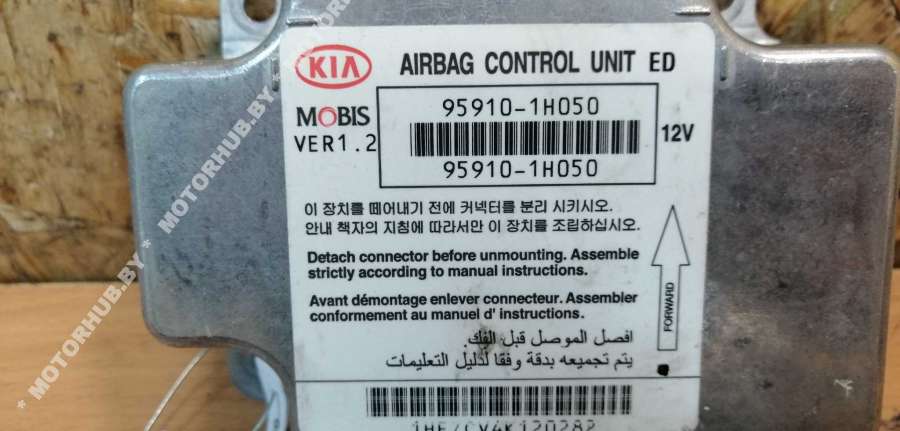 KIA AIRBAG CONTROL UNIT ED
MOBIS
VER1.2
95910-1H050
95910-1H050
12V
이 장치를 떼어내기 전에 커넥터를 분리 시키시오.
안내 책자의 지침에 따라서만 이 장치를 조립하십시오.
Detach connector before unmounting. Assemble
strictly according to manual instructions.
Avant démontage enlever connecteur. Assembler
conformement au manuel d' instructions.
افصل الموصل قبل الفك.
يتم تجميعه بدقة وفقا لدليل التعليمات
FORWARD
* MOTORHUB.BY * MOTORHUB.BY